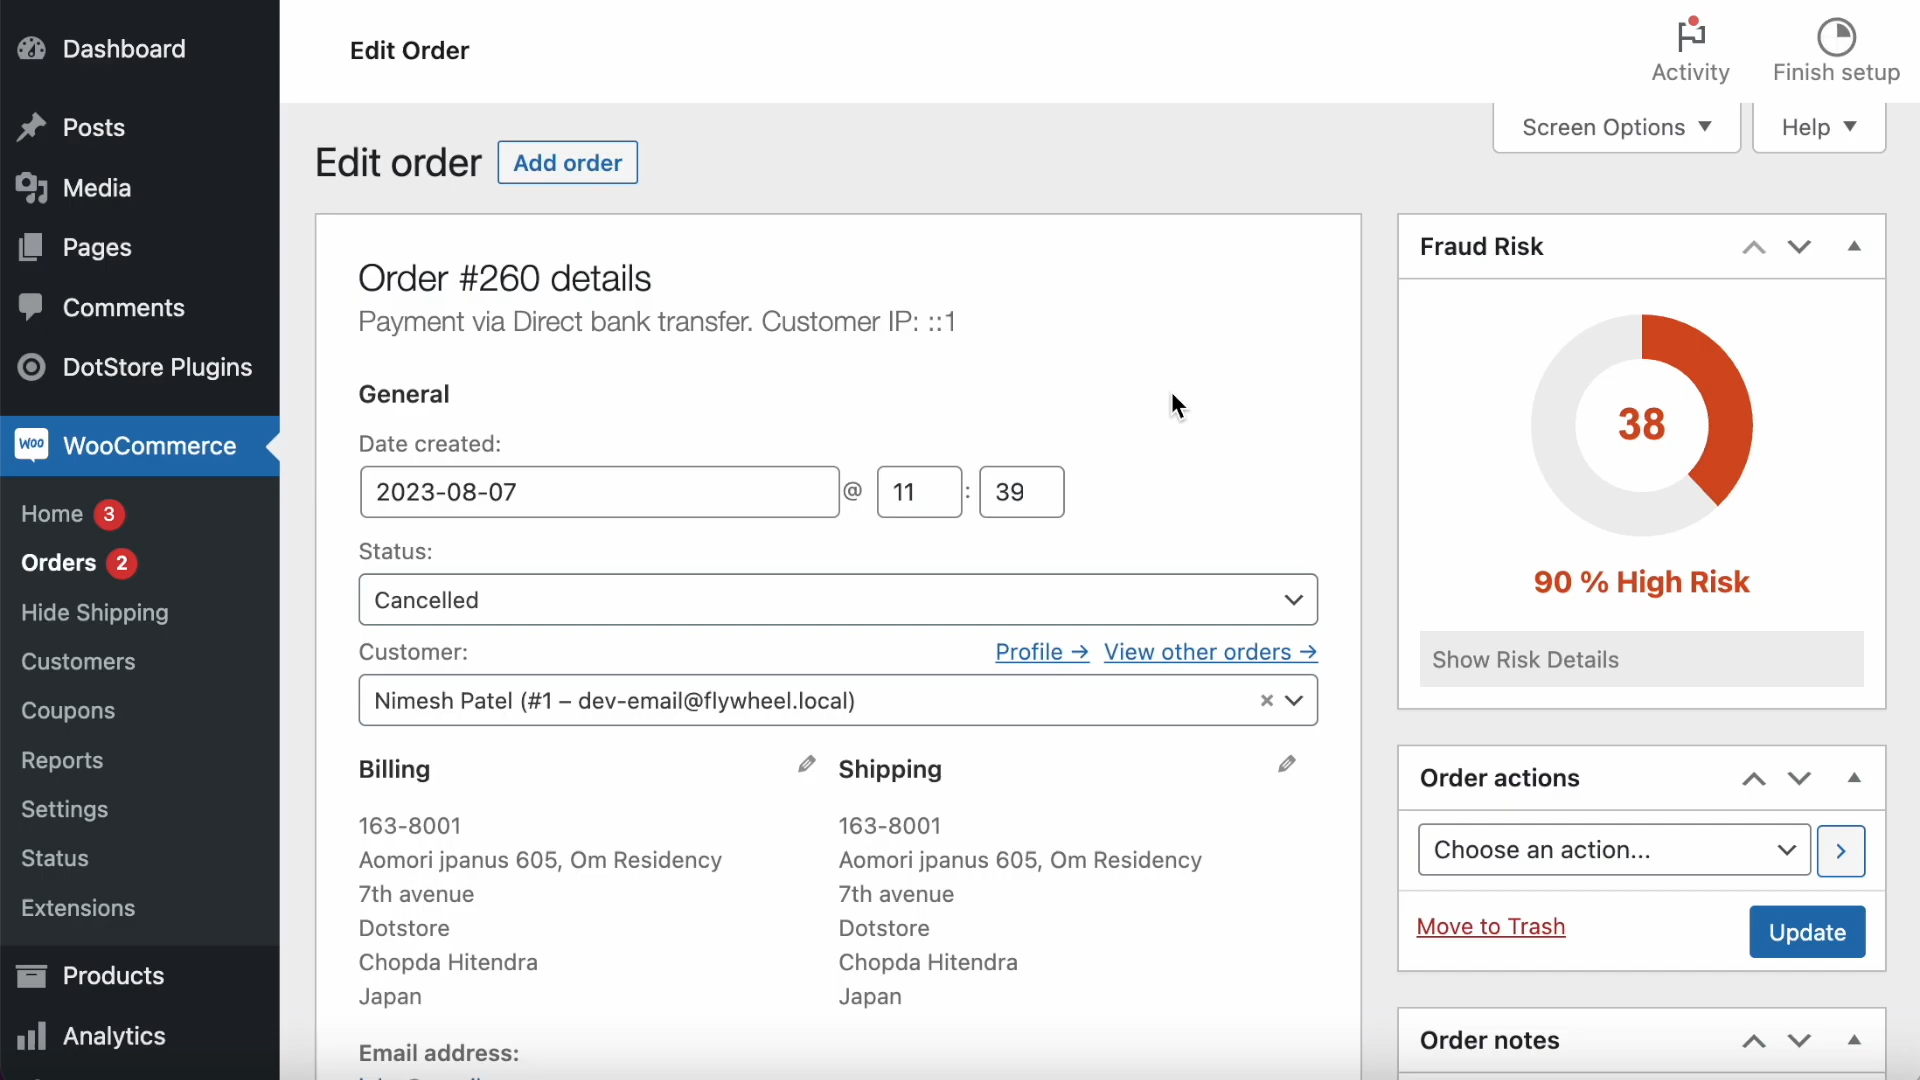 Dashboard
Posts
Media
Pages
Comments
DotStore Plugins
woo WooCommerce
Home 3
Orders 2
Hide Shipping
Customers
Coupons
Reports
Settings
Status
Extensions
Products
Analytics
Edit Order
Activity
Finish setup
Screen Options
Help
Edit order
Add order
Order #260 details
Payment via Direct bank transfer. Customer IP: ::1
General
Date created:
2023-08-07 @ 11 : 39
Status:
Cancelled
Customer:
Profile →
View other orders →
Nimesh Patel (#1 – dev-email@flywheel.local) ×
Billing
163-8001
Aomori jpanus 605, Om Residency
7th avenue
Dotstore
Chopda Hitendra
Japan
Email address:
Shipping
163-8001
Aomori jpanus 605, Om Residency
7th avenue
Dotstore
Chopda Hitendra
Japan
Fraud Risk
38
90 % High Risk
Show Risk Details
Order actions
Choose an action...
Move to Trash
Update
Order notes